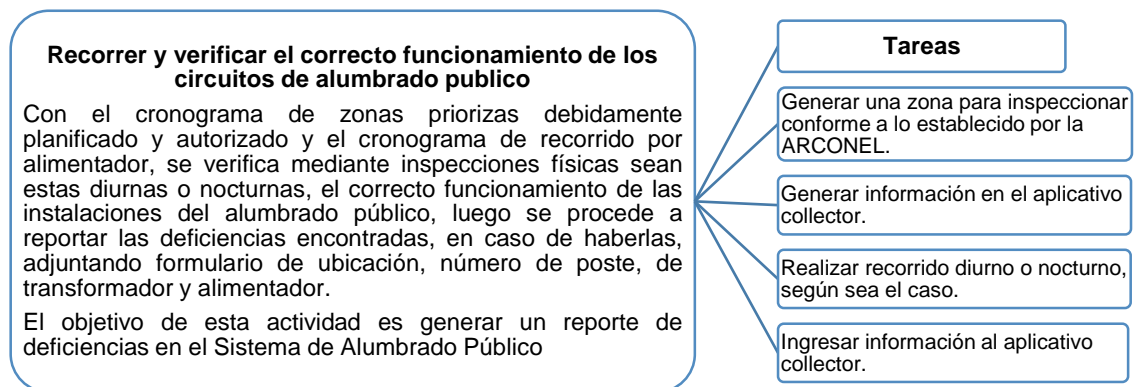 Recorrer y verificar el correcto funcionamiento de los
circuitos de alumbrado publico
Con el cronograma de zonas priorizas debidamente
planificado y autorizado y el cronograma de recorrido por
alimentador, se verifica mediante inspecciones físicas sean
estas diurnas o nocturnas, el correcto funcionamiento de las
instalaciones del alumbrado público, luego se procede a
reportar las deficiencias encontradas, en caso de haberlas,
adjuntando formulario de ubicación, número de poste, de
transformador y alimentador.
El objetivo de esta actividad es generar un reporte de
deficiencias en el Sistema de Alumbrado Público
Tareas
Generar una zona para inspeccionar
conforme a lo establecido por la
ARCONEL.
Generar información en el aplicativo
collector.
Realizar recorrido diurno o nocturno,
según sea el caso.
Ingresar información al aplicativo
collector.